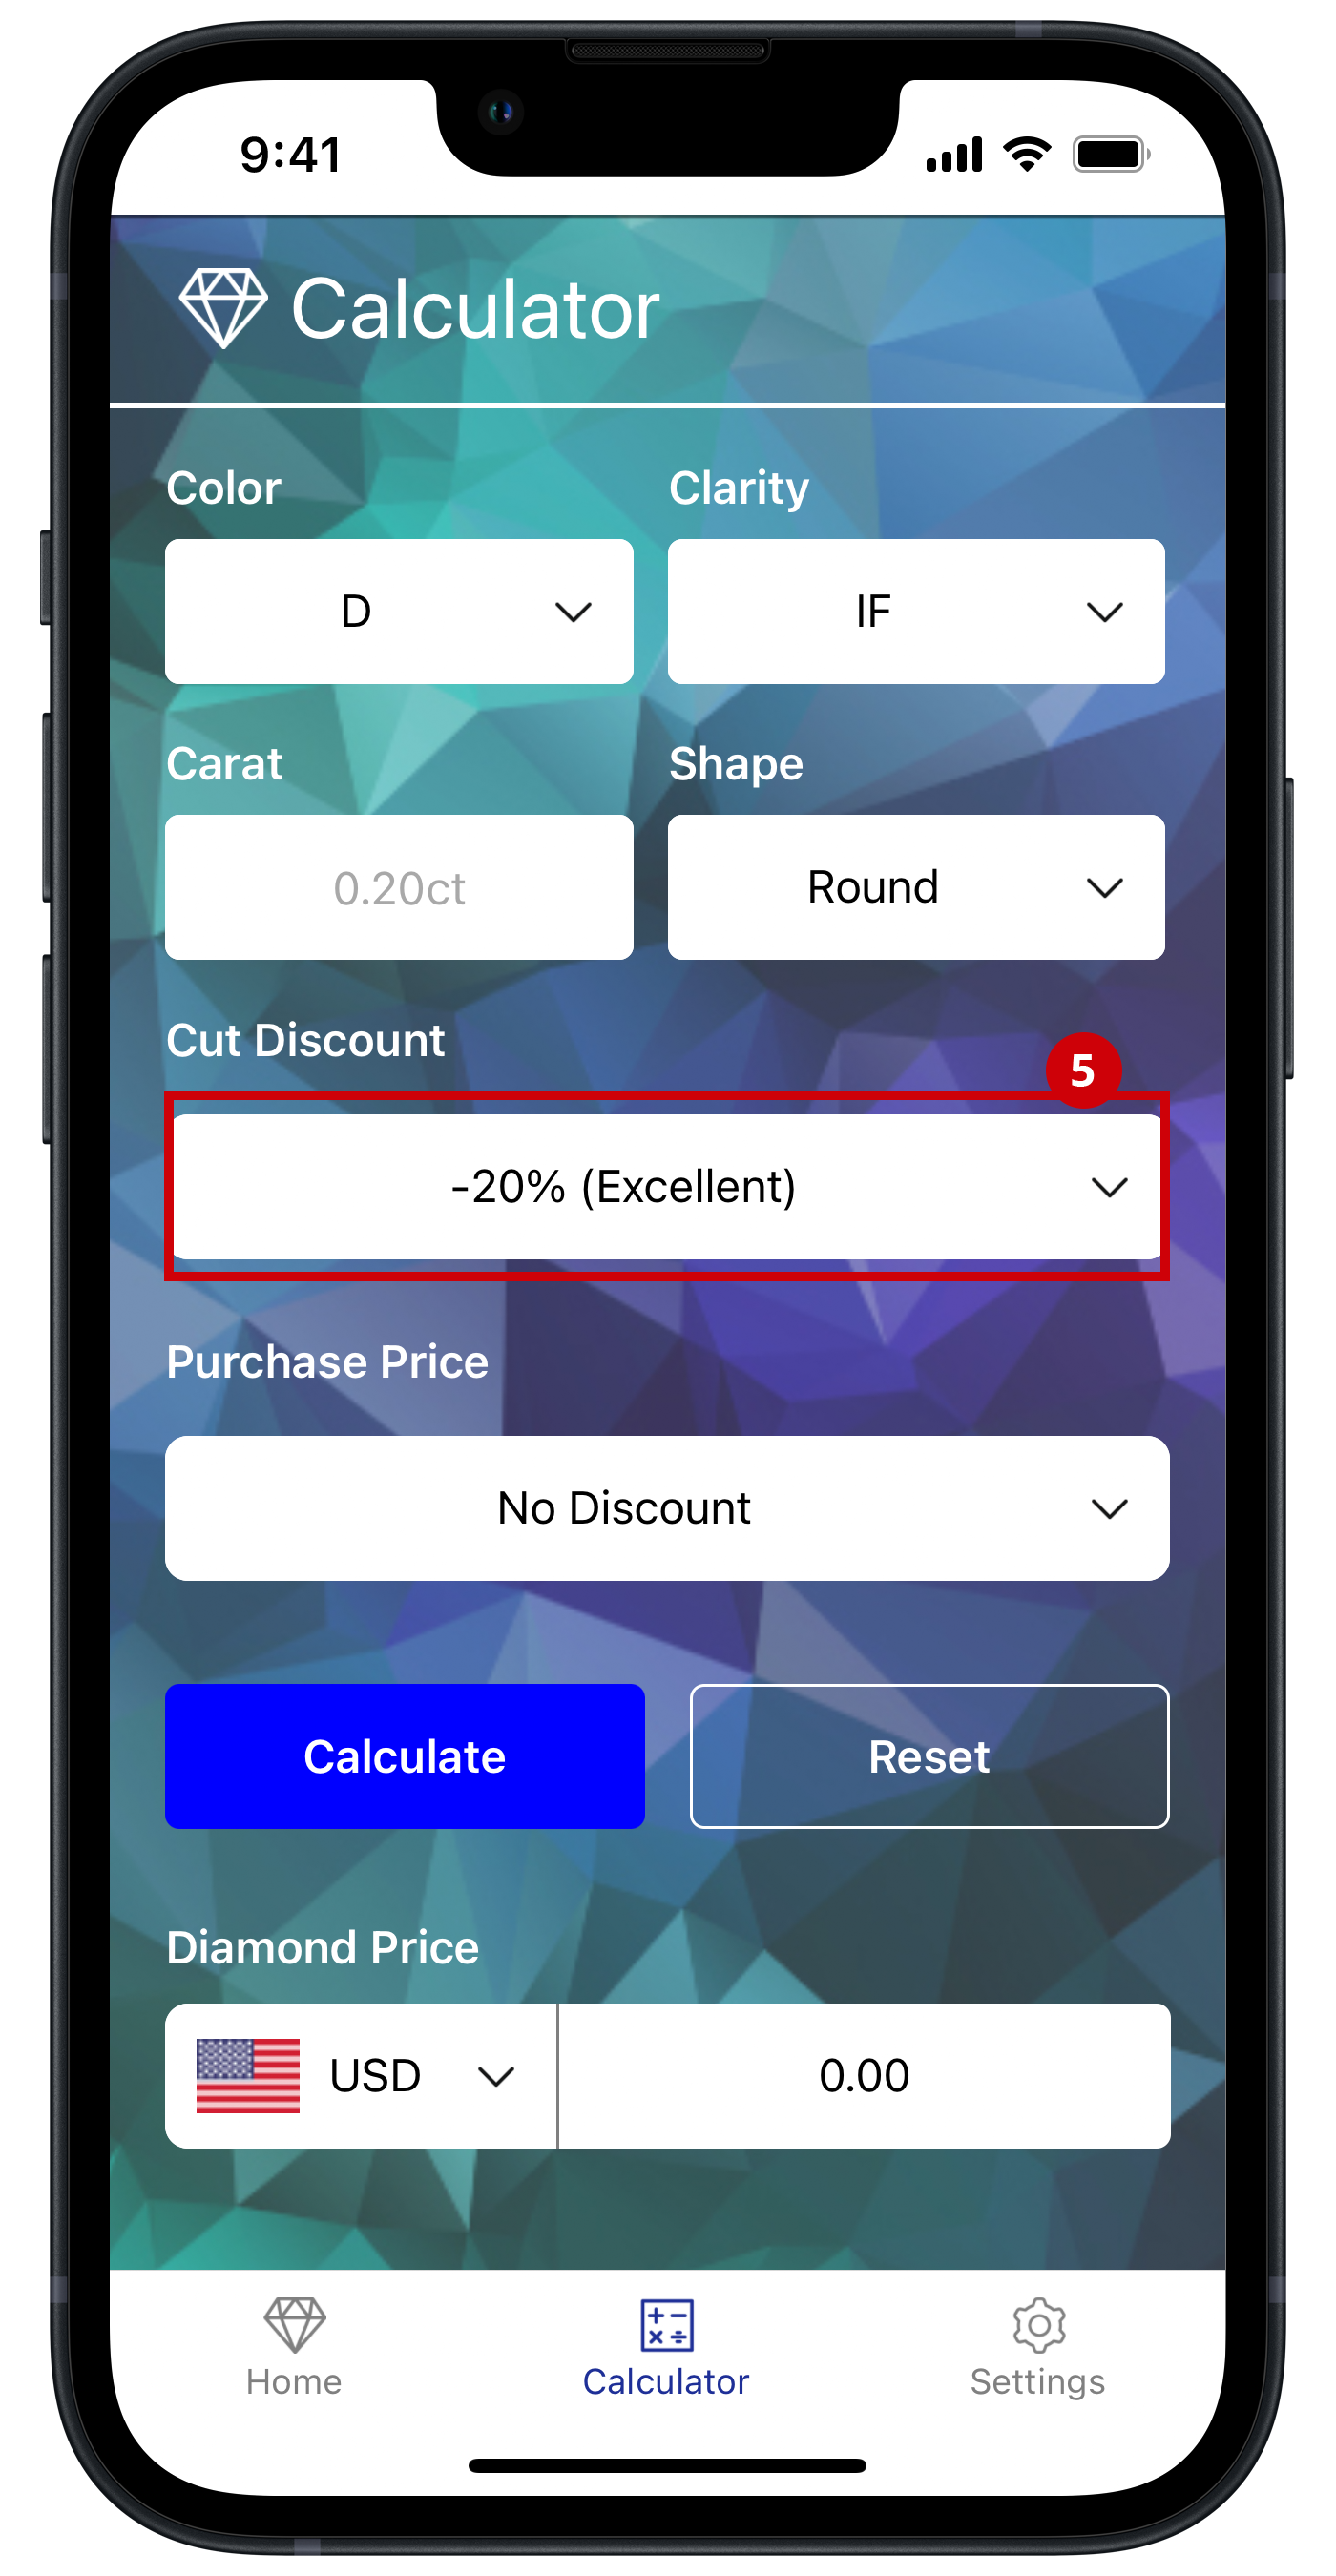 9:41
Calculator
Color
Clarity
D
IF
Carat
Shape
0.20ct
Round
Cut Discount
5
-20% (Excellent)
Purchase Price
No Discount
Calculate
Reset
Diamond Price
USD
0.00
Home
Calculator
Settings